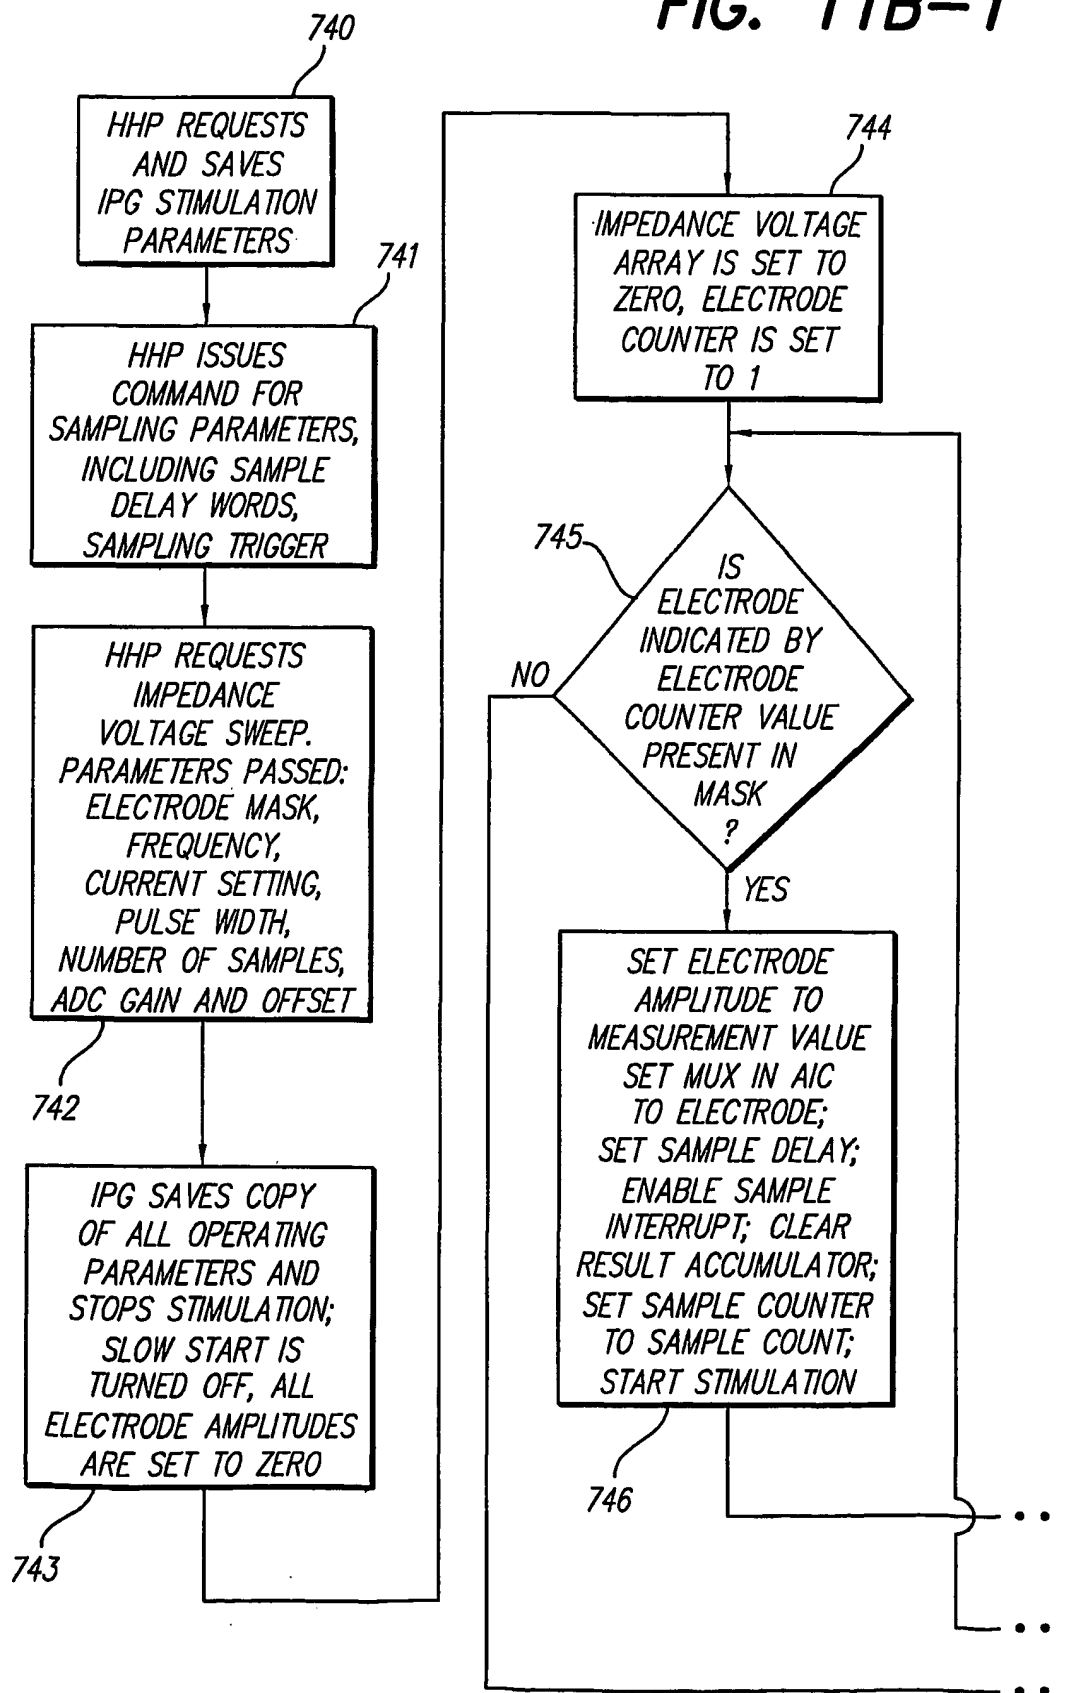 FIG. 11B-1
740
HHP REQUESTS
AND SAVES
IPG STIMULATION
PARAMETERS
741
HHP ISSUES
COMMAND FOR
SAMPLING PARAMETERS,
INCLUDING SAMPLE
DELAY WORDS,
SAMPLING TRIGGER
HHP REQUESTS
IMPEDANCE
VOLTAGE SWEEP.
PARAMETERS PASSED:
ELECTRODE MASK,
FREQUENCY,
CURRENT SETTING,
PULSE WIDTH,
NUMBER OF SAMPLES,
ADC GAIN AND OFFSET
742
IPG SAVES COPY
OF ALL OPERATING
PARAMETERS AND
STOPS STIMULATION;
SLOW START IS
TURNED OFF, ALL
ELECTRODE AMPLITUDES
ARE SET TO ZERO
743
744
IMPEDANCE VOLTAGE
ARRAY IS SET TO
ZERO, ELECTRODE
COUNTER IS SET
TO 1
745
IS
ELECTRODE
INDICATED BY
ELECTRODE
COUNTER VALUE
PRESENT IN
MASK
?
NO
YES
SET ELECTRODE
AMPLITUDE TO
MEASUREMENT VALUE
SET MUX IN AIC
TO ELECTRODE;
SET SAMPLE DELAY;
ENABLE SAMPLE
INTERRUPT; CLEAR
RESULT ACCUMULATOR;
SET SAMPLE COUNTER
TO SAMPLE COUNT;
START STIMULATION
746